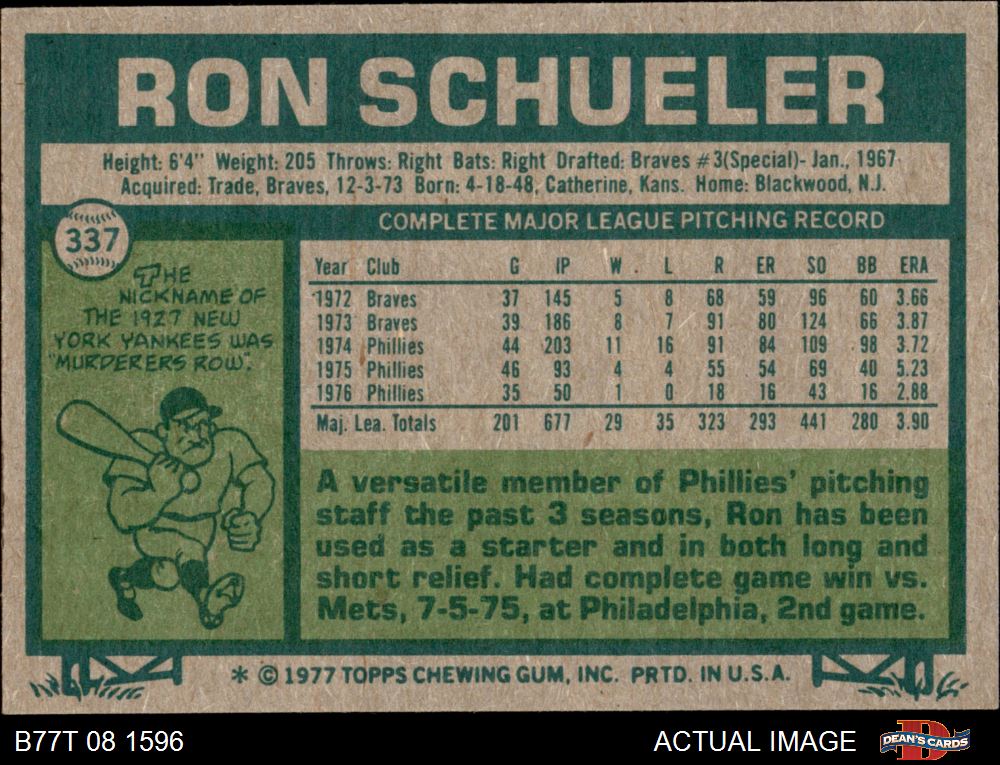 RON SCHUELER
Height: 6'4" Weight: 205 Throws: Right Bats: Right Drafted: Braves #3(Special)- Jan., 1967
Acquired: Trade, Braves, 12-3-73 Born: 4-18-48, Catherine, Kans. Home: Blackwood, N.J.
337
COMPLETE MAJOR LEAGUE PITCHING RECORD
THE
NICKNAME OF
THE 1927 NEW
YORK YANKEES WAS
"MURDERERS ROW".
Year Club G IP W L R ER SO BB ERA
1972 Braves 37 145 5 8 68 59 96 60 3.66
1973 Braves 39 186 8 7 91 80 124 66 3.87
1974 Phillies 44 203 11 16 91 84 109 98 3.72
1975 Phillies 46 93 4 4 55 54 69 40 5.23
1976 Phillies 35 50 1 0 18 16 43 16 2.88
Maj. Lea. Totals 201 677 29 35 323 293 441 280 3.90
A versatile member of Phillies' pitching
staff the past 3 seasons, Ron has been
used as a starter and in both long and
short relief. Had complete game win vs.
Mets, 7-5-75, at Philadelphia, 2nd game.
* © 1977 TOPPS CHEWING GUM, INC. PRTD. IN U.S.A.
B77T 08 1596
ACTUAL IMAGE
D
DEAN'S CARDS